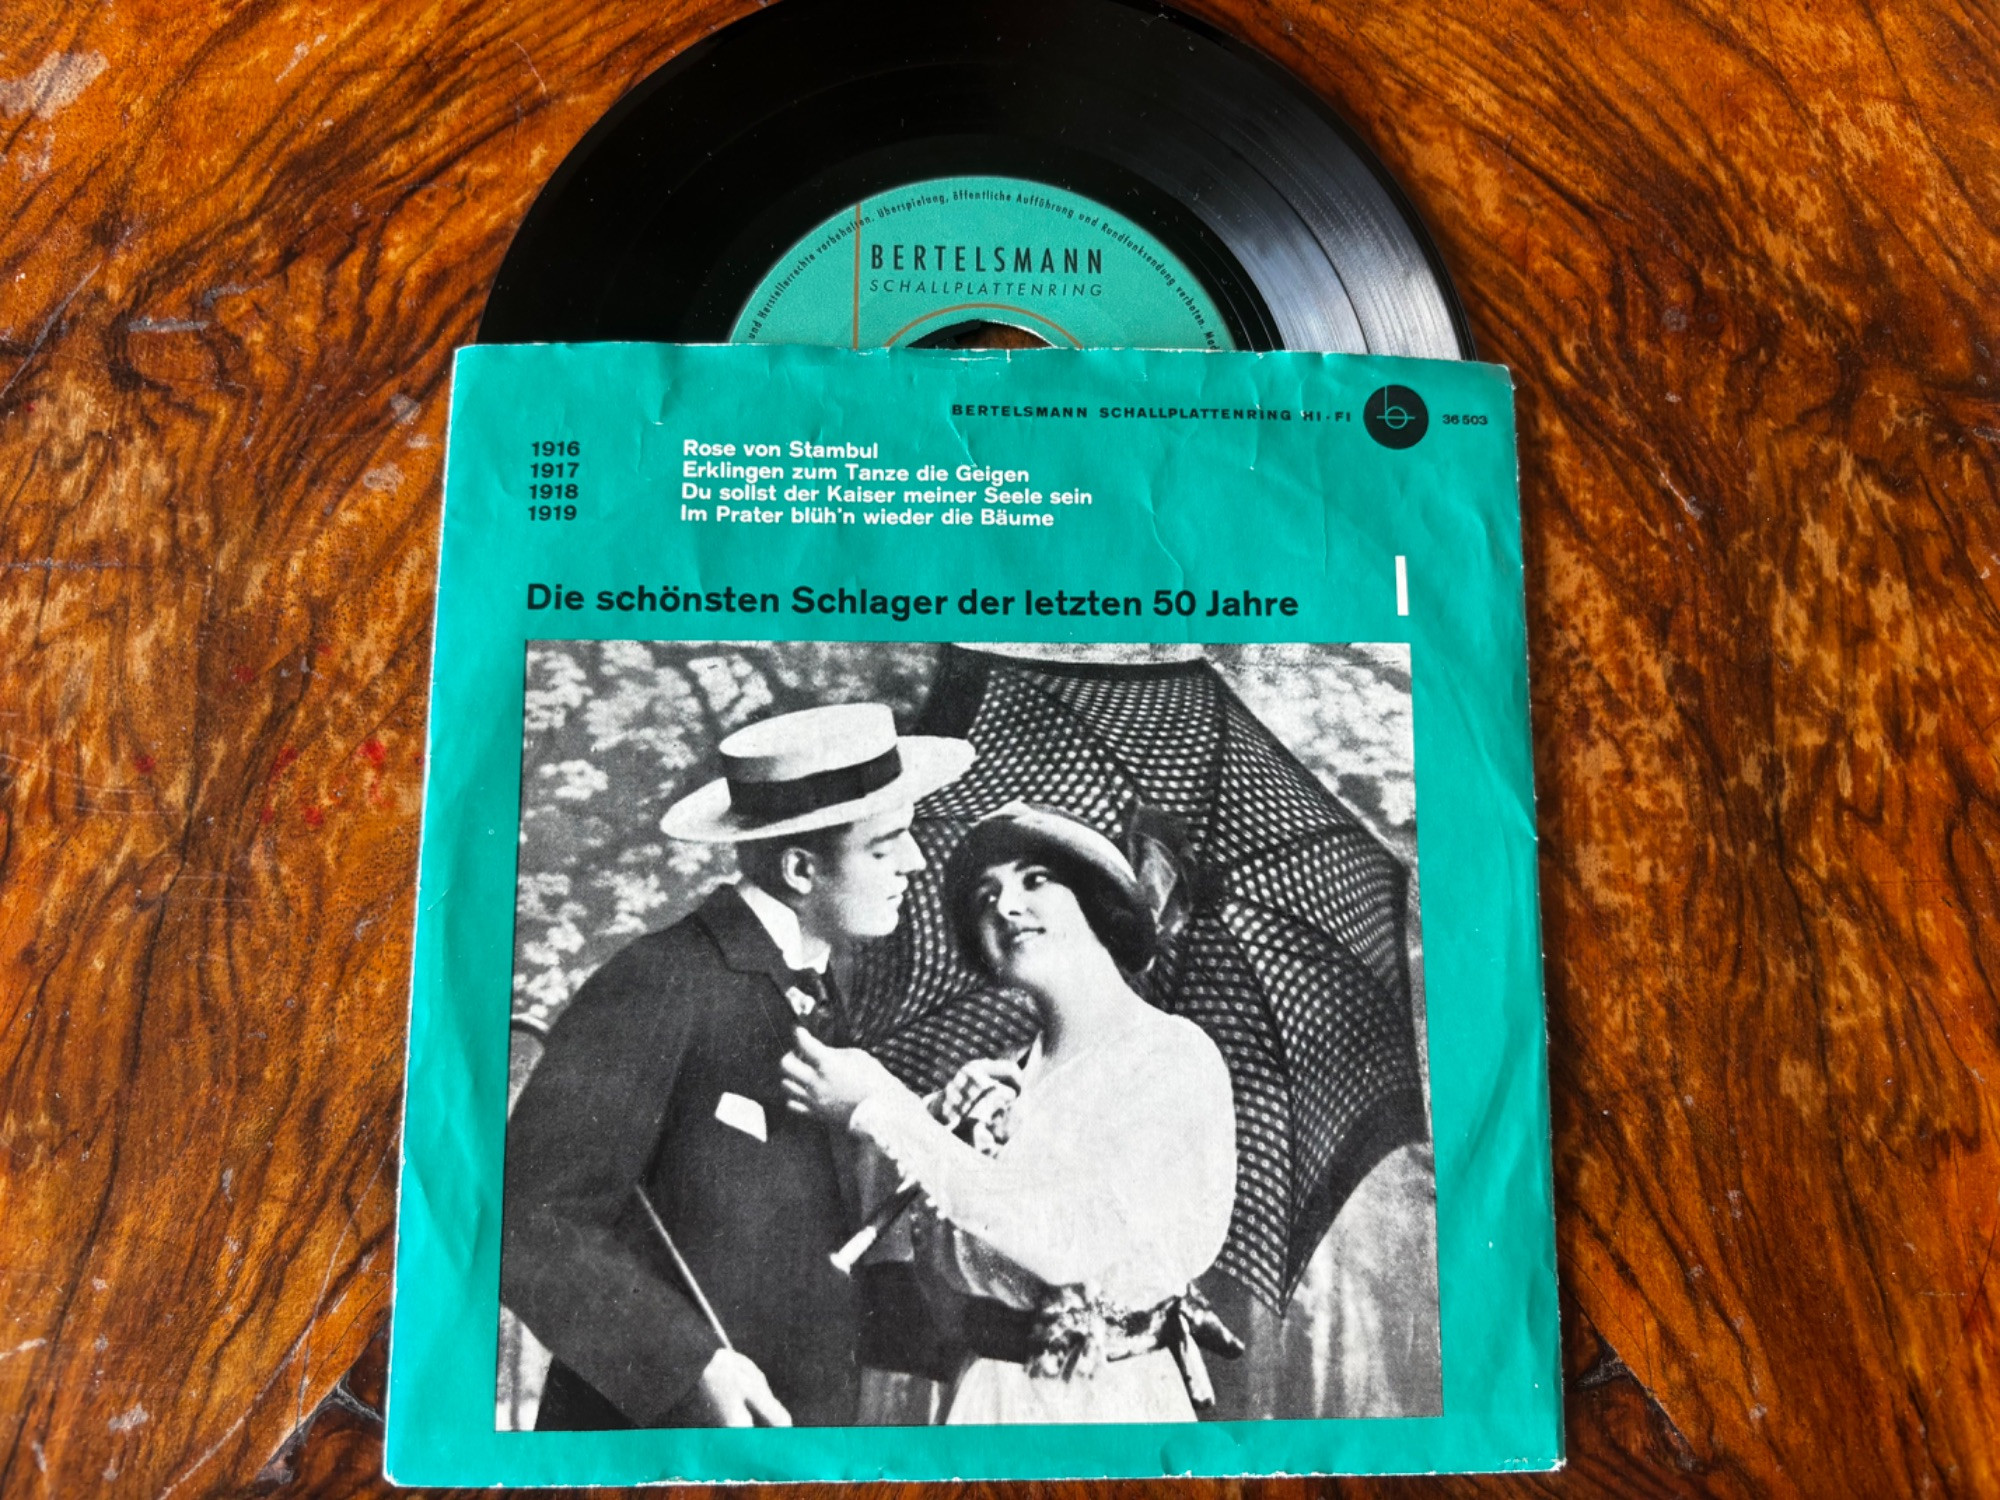 und Herstellerrechte vorbehalten. Überspielung, öffentliche Aufführung und Rundfunksendung verboten.
BERTELSMANN
SCHALLPLATTENRING
BERTELSMANN SCHALLPLATTENRING HI-FI b 36 503
1916 Rose von Stambul
1917 Erklingen zum Tanze die Geigen
1918 Du sollst der Kaiser meiner Seele sein
1919 Im Prater blüh'n wieder die Bäume
Die schönsten Schlager der letzten 50 Jahre I